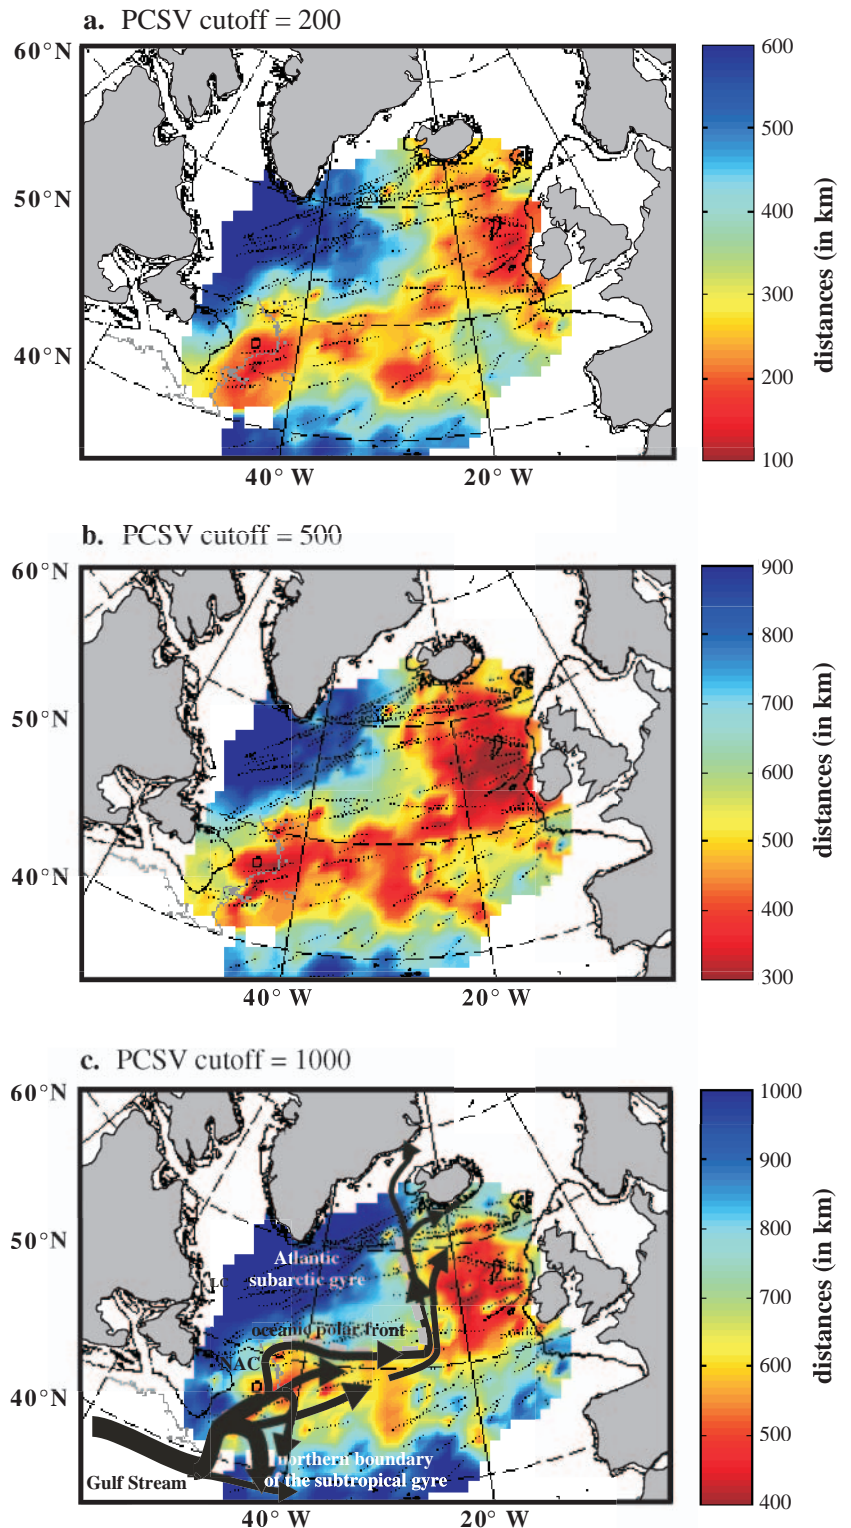 a. PCSV cutoff = 200
60°N
50°N
40°N
40° W
20° W
600
500
400
300
200
100
distances (in km)
b. PCSV cutoff = 500
60°N
50°N
40°N
40° W
20° W
900
800
700
600
500
400
300
distances (in km)
c. PCSV cutoff = 1000
60°N
50°N
40°N
40° W
20° W
Atlantic
subarctic gyre
LC
oceanic polar front
NAC
Gulf Stream
northern boundary
of the subtropical gyre
1000
900
800
700
600
500
400
distances (in km)